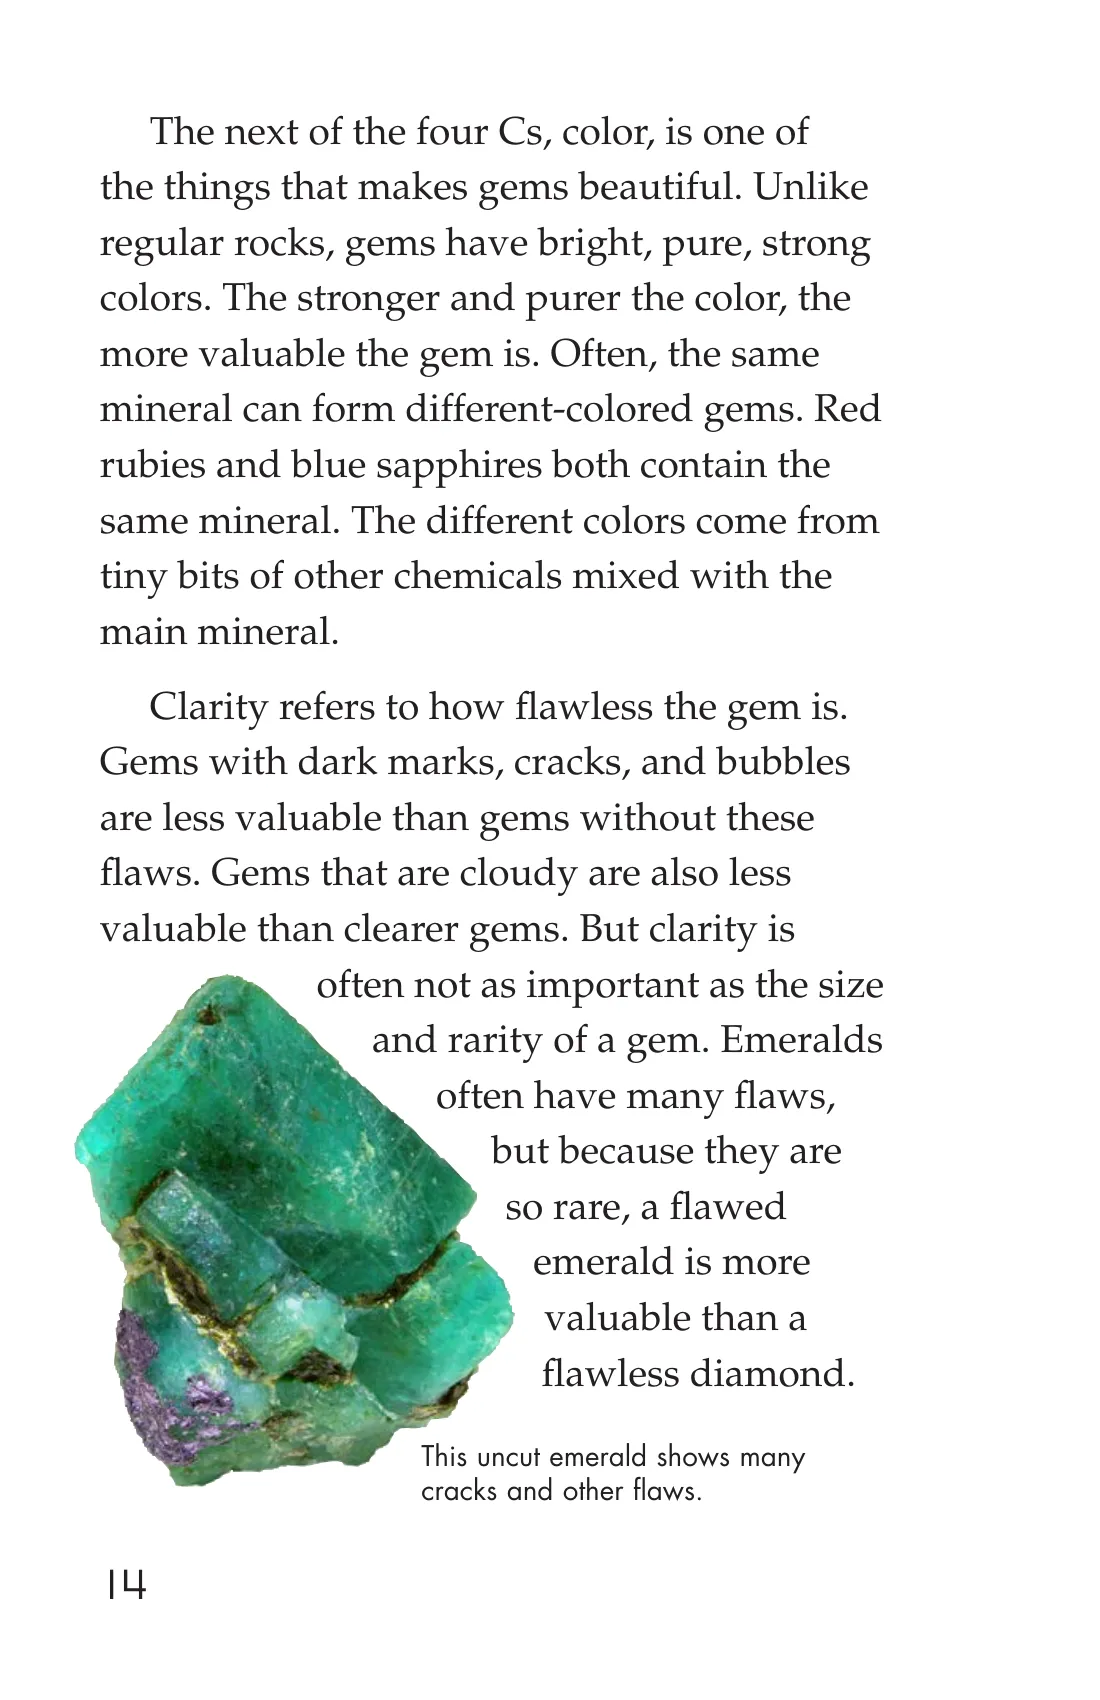 The next of the four Cs, color, is one of
the things that makes gems beautiful. Unlike
regular rocks, gems have bright, pure, strong
colors. The stronger and purer the color, the
more valuable the gem is. Often, the same
mineral can form different-colored gems. Red
rubies and blue sapphires both contain the
same mineral. The different colors come from
tiny bits of other chemicals mixed with the
main mineral.
Clarity refers to how flawless the gem is.
Gems with dark marks, cracks, and bubbles
are less valuable than gems without these
flaws. Gems that are cloudy are also less
valuable than clearer gems. But clarity is
often not as important as the size
and rarity of a gem. Emeralds
often have many flaws,
but because they are
so rare, a flawed
emerald is more
valuable than a
flawless diamond.
This uncut emerald shows many
cracks and other flaws.
14